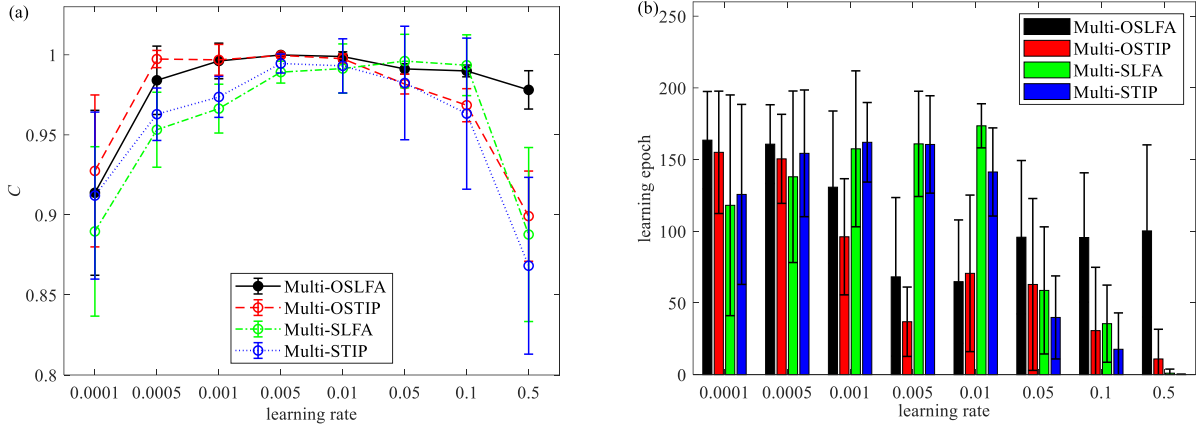 (a)
C
1
0.95
0.9
0.85
0.8
Multi-OSLFA
Multi-OSTIP
Multi-SLFA
Multi-STIP
0.0001 0.0005 0.001 0.005 0.01 0.05 0.1 0.5
learning rate
(b)
learning epoch
250
200
150
100
50
0
Multi-OSLFA
Multi-OSTIP
Multi-SLFA
Multi-STIP
0.0001 0.0005 0.001 0.005 0.01 0.05 0.1 0.5
learning rate